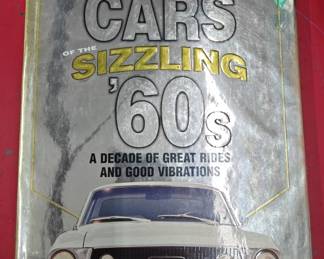 CARS
OF THE
SIZZLING
'60s
A DECADE OF GREAT RIDES
AND GOOD VIBRATIONS